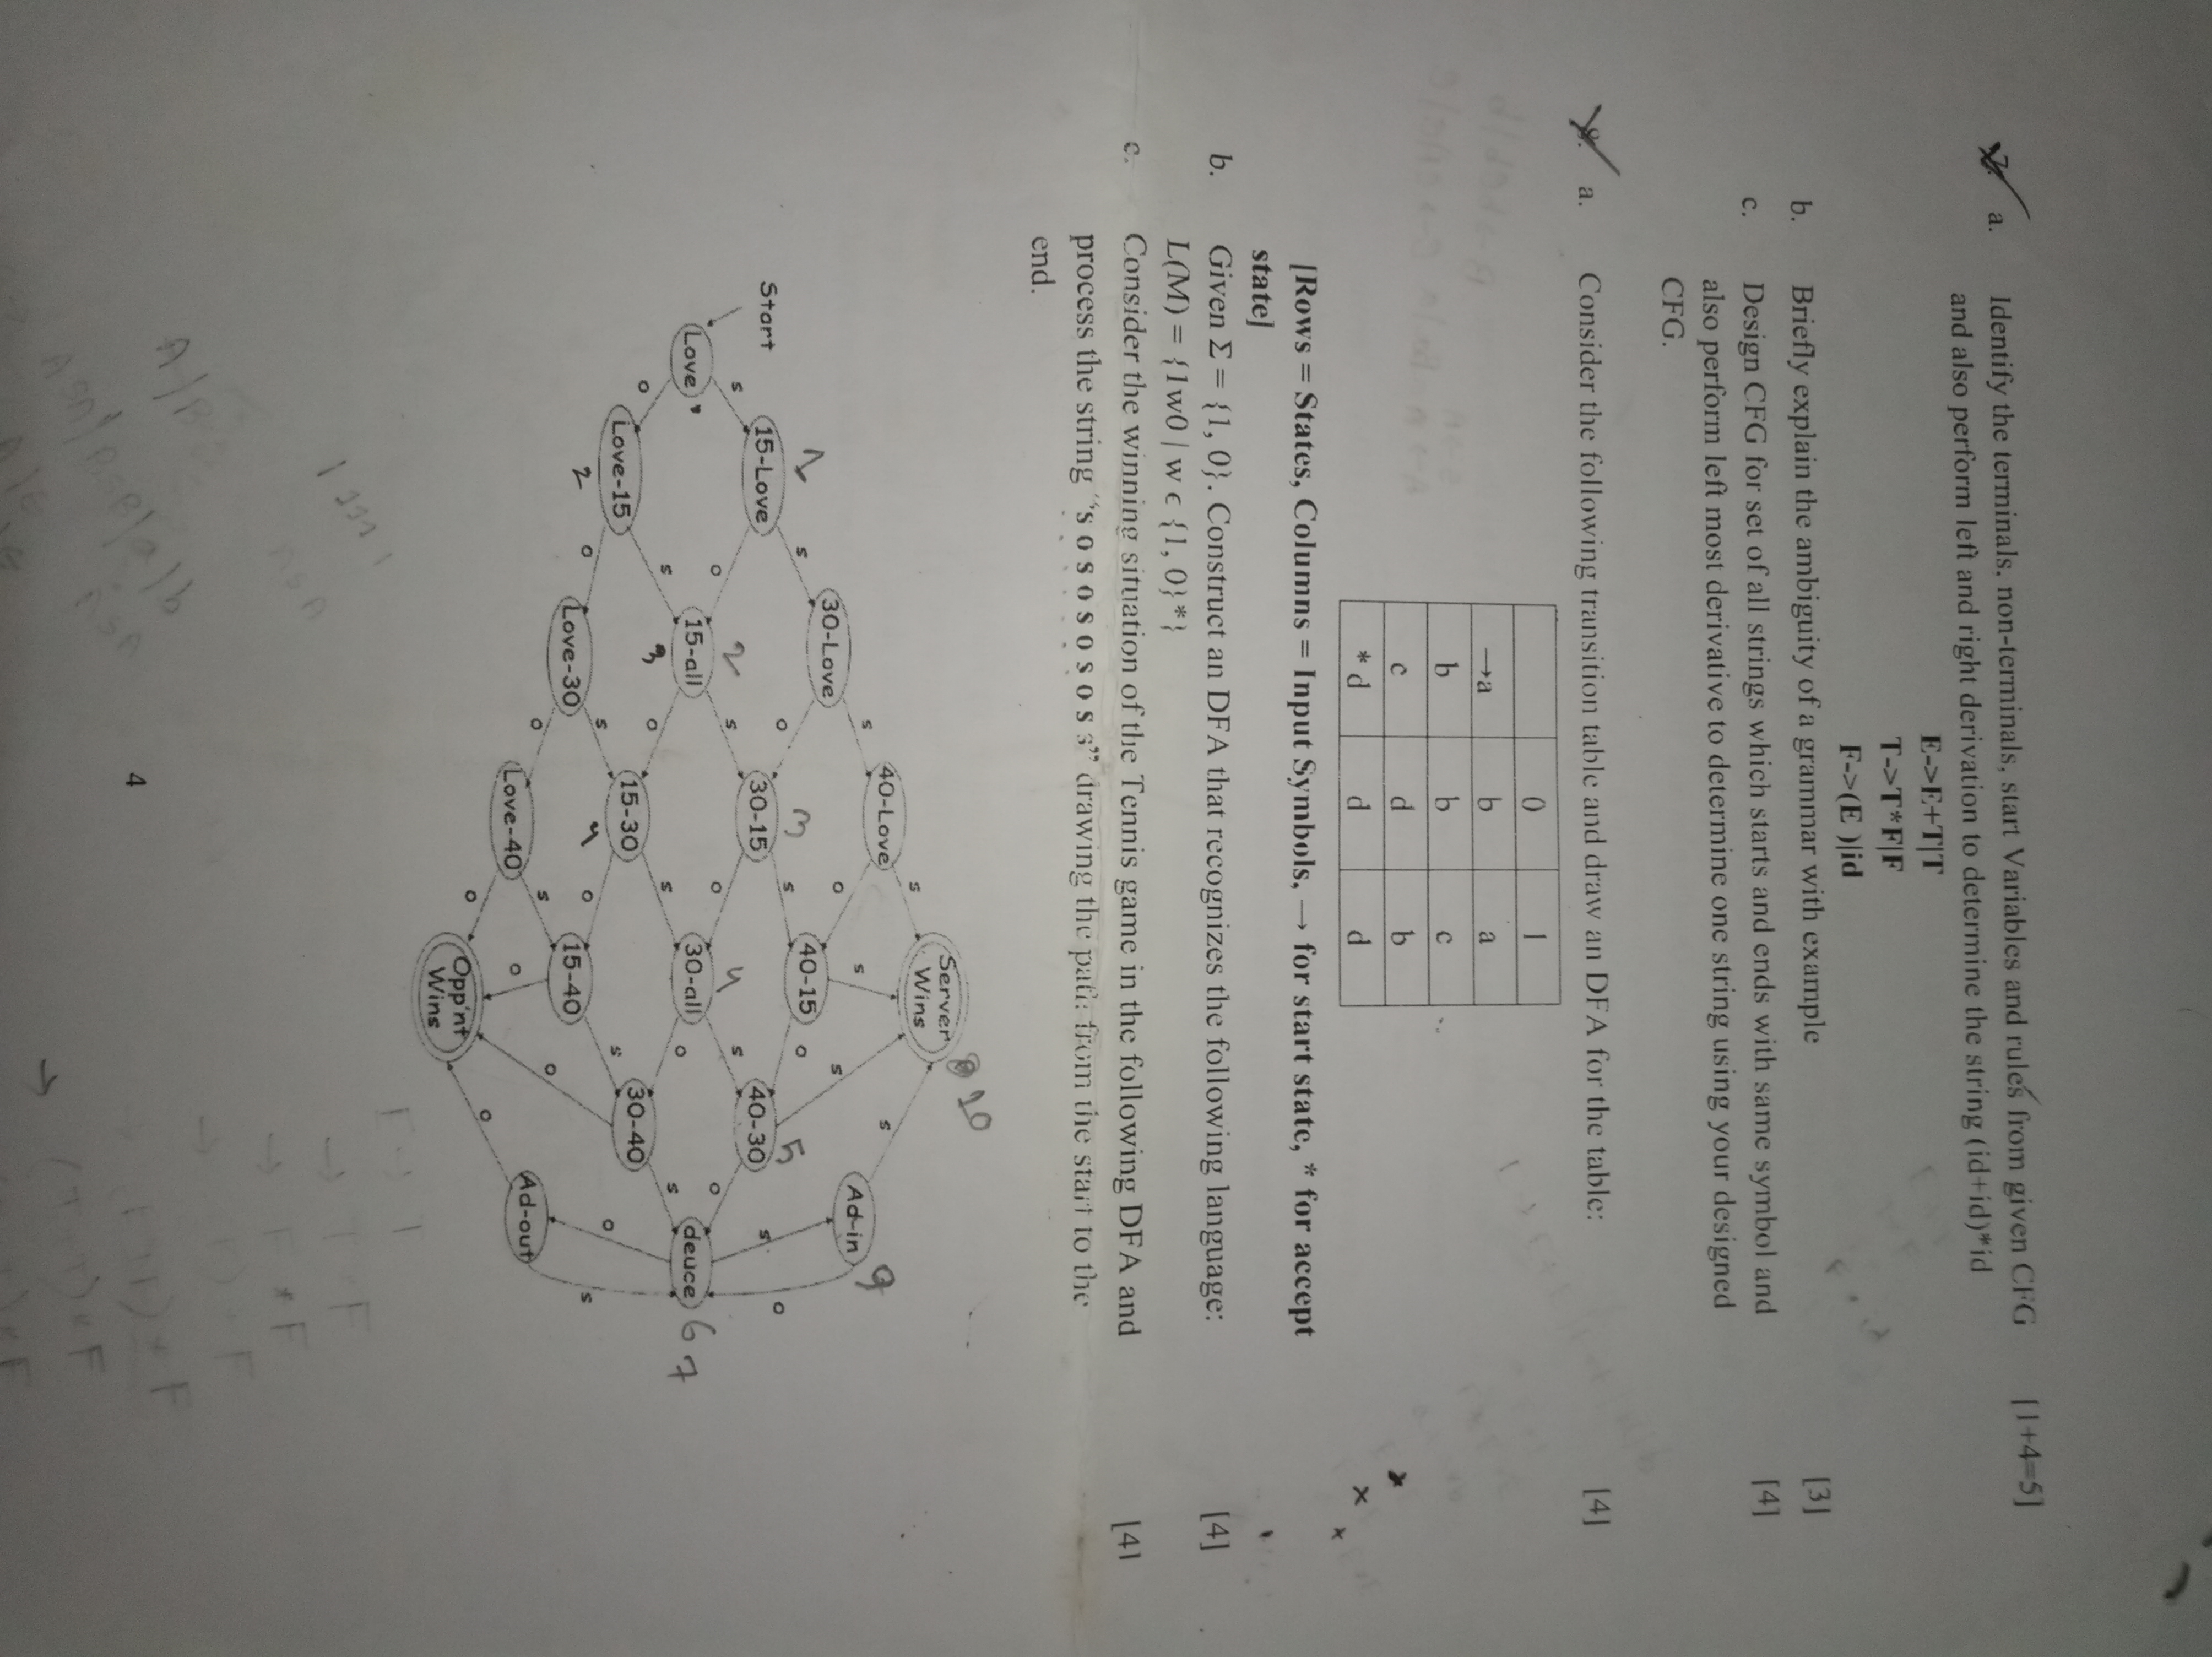 7. a. Identify the terminals, non-terminals, start Variables and rules from given CFG [1+4=5]
and also perform left and right derivation to determine the string (id+id)*id
E->E+T|T
T->T*F|F
F->(E )|id
b. Briefly explain the ambiguity of a grammar with example [3]
c. Design CFG for set of all strings which starts and ends with same symbol and [4]
also perform left most derivative to determine one string using your designed
CFG.
8. a. Consider the following transition table and draw an DFA for the table: [4]
0 1
→a b a
b b c
c d b
* d d d
[Rows = States, Columns = Input Symbols, → for start state, * for accept
state]
b. Given Σ = {1, 0}. Construct an DFA that recognizes the following language: [4]
L(M) = {1w0 | w ϵ {1, 0}*}
c. Consider the winning situation of the Tennis game in the following DFA and [4]
process the string "s o s o s o s o s s" drawing the path from the start to the
end.
Server
Wins
10
s
40-Love
s
9
s
s
Ad-in
30-Love
o
s
40-15
o
1
s
o
3
s
5
Start
15-Love
30-15
40-30
s
o
s
o
2
s
4
s
o
Love
15-all
30-all
deuce
6 7
o
s
3
o
s
o
s
Love-15
15-30
30-40
2
o
s
4
o
s
o
s
Love-30
15-40
o
s
o
Ad-out
Love-40
o
o
o
Opp'nt
Wins
4